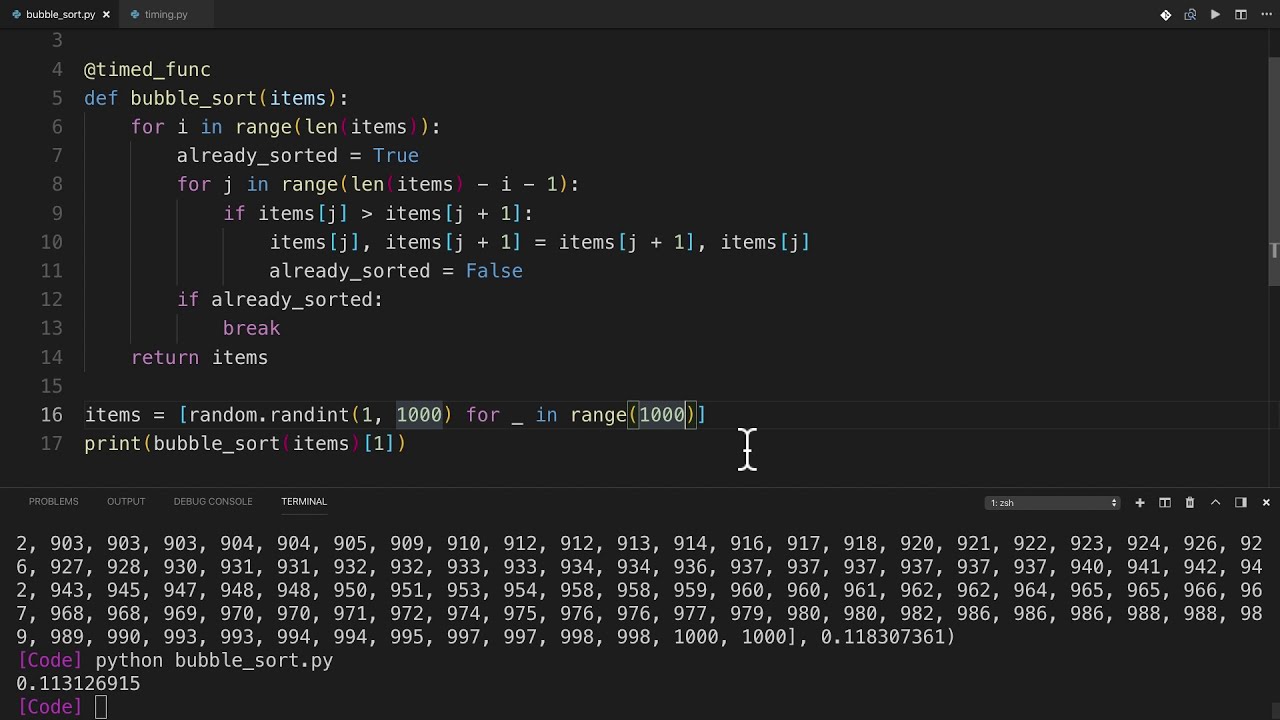 bubble_sort.py × timing.py
3
4 @timed_func
5 def bubble_sort(items):
6 for i in range(len(items)):
7 already_sorted = True
8 for j in range(len(items) - i - 1):
9 if items[j] > items[j + 1]:
10 items[j], items[j + 1] = items[j + 1], items[j]
11 already_sorted = False
12 if already_sorted:
13 break
14 return items
15
16 items = [random.randint(1, 1000) for _ in range(1000)]
17 print(bubble_sort(items)[1])
PROBLEMS OUTPUT DEBUG CONSOLE TERMINAL 1: zsh
2, 903, 903, 903, 904, 904, 905, 909, 910, 912, 912, 913, 914, 916, 917, 918, 920, 921, 922, 923, 924, 926, 92
6, 927, 928, 930, 931, 931, 932, 932, 933, 933, 934, 934, 936, 937, 937, 937, 937, 937, 937, 940, 941, 942, 94
2, 943, 945, 947, 948, 948, 950, 951, 953, 954, 958, 958, 959, 960, 960, 961, 962, 962, 964, 965, 965, 966, 96
7, 968, 968, 969, 970, 970, 971, 972, 974, 975, 976, 976, 977, 979, 980, 980, 982, 986, 986, 986, 988, 988, 98
9, 989, 990, 993, 993, 994, 994, 995, 997, 997, 998, 998, 1000, 1000], 0.118307361)
[Code] python bubble_sort.py
0.113126915
[Code]